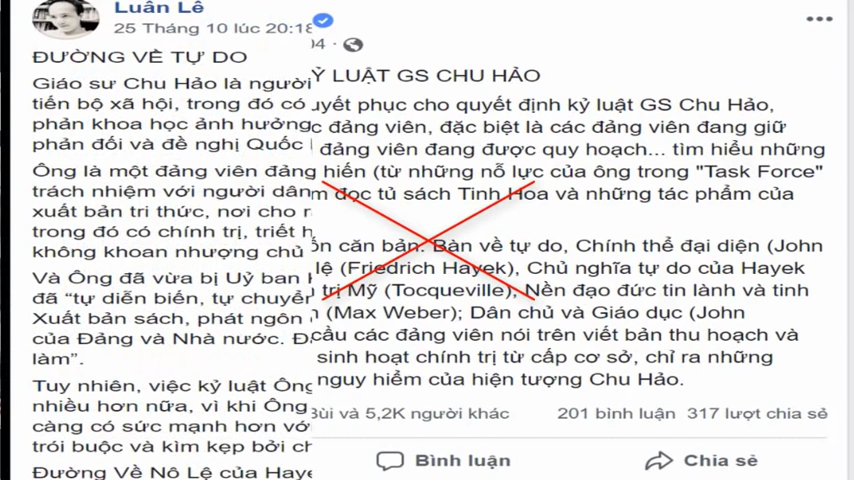 Luân Lê
25 Tháng 10 lúc 20:18
ĐƯỜNG VỀ TỰ DO
Giáo sư Chu Hảo là người
tiến bộ xã hội, trong đó có
phản khoa học ảnh hưởng
phản đối và đề nghị Quốc
Ông là một đảng viên đảng
trách nhiệm với người dân
xuất bản tri thức, nơi cho
trong đó có chính trị, triết
không khoan nhượng chủ
Và Ông đã vừa bị Uỷ ban
đã “tự diễn biến, tự chuyển
Xuất bản sách, phát ngôn
của Đảng và Nhà nước.
làm”.
Tuy nhiên, việc kỷ luật Ông
nhiều hơn nữa, vì khi Ông
càng có sức mạnh hơn với
trói buộc và kìm kẹp bởi
Đường Về Nô Lệ của Hayek
04 ·
Ỷ LUẬT GS CHU HẢO
uyết phục cho quyết định kỷ luật GS Chu Hảo,
c đảng viên, đặc biệt là các đảng viên đang giữ
đảng viên đang được quy hoạch... tìm hiểu những
hiến (từ những nỗ lực của ông trong "Task Force"
m đọc tủ sách Tinh Hoa và những tác phẩm của
ốn căn bản: Bàn về tự do, Chính thể đại diện (John
lệ (Friedrich Hayek), Chủ nghĩa tự do của Hayek
trị Mỹ (Tocqueville), Nền đạo đức tin lành và tinh
n (Max Weber); Dân chủ và Giáo dục (John
cầu các đảng viên nói trên viết bản thu hoạch và
sinh hoạt chính trị từ cấp cơ sở, chỉ ra những
nguy hiểm của hiện tượng Chu Hảo.
Bùi và 5,2K người khác
201 bình luận 317 lượt chia sẻ
Bình luận
Chia sẻ